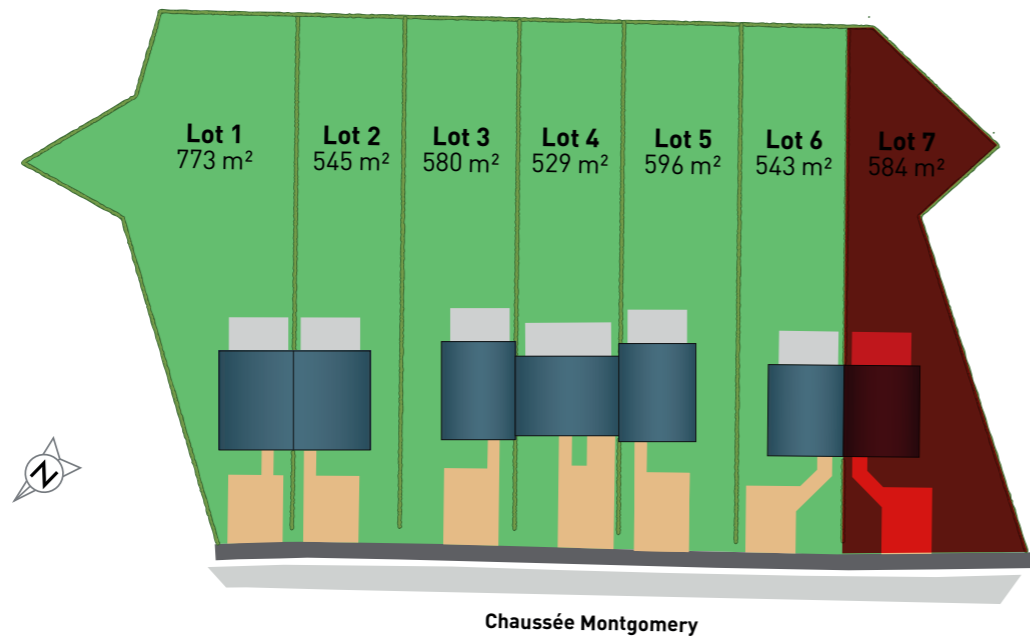 Lot 1
773 m²
Lot 2
545 m²
Lot 3
580 m²
Lot 4
529 m²
Lot 5
596 m²
Lot 6
543 m²
Lot 7
584 m²
N
Chaussée Montgomery